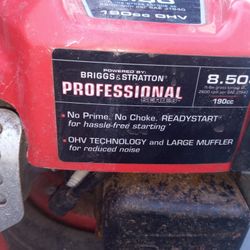 190cc OHV
POWERED BY:
BRIGGS & STRATTON
PROFESSIONAL
SERIES
8.50
190cc
• No Prime. No Choke. READYSTART®
for hassle-free starting
• OHV TECHNOLOGY and LARGE MUFFLER
for reduced noise